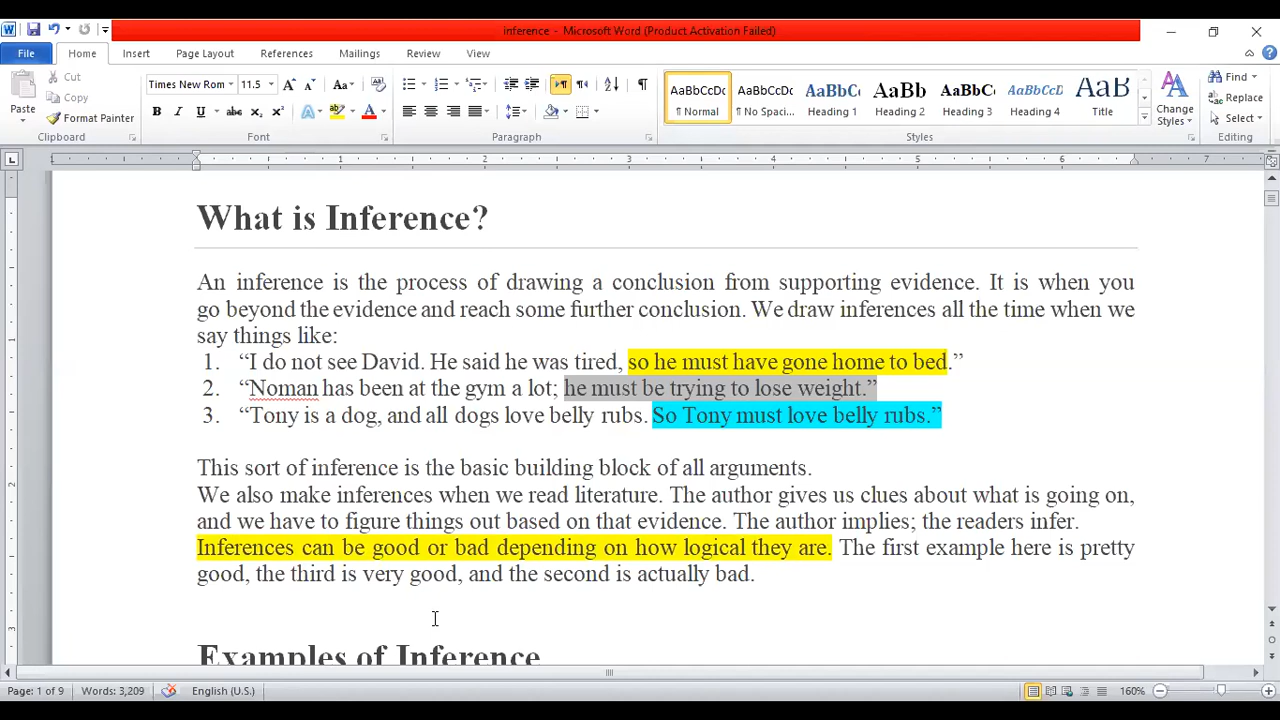 inference - Microsoft Word (Product Activation Failed)
File Home Insert Page Layout References Mailings Review View
Paste
Cut
Copy
Format Painter
Clipboard
Times New Rom 11.5
Font
Paragraph
AaBbCcDc AaBbCcDc AaBbC AaBb AaBbC AaBbCcD AaB
¶ Normal ¶ No Spaci... Heading 1 Heading 2 Heading 3 Heading 4 Title
Change Styles
Styles
Find
Replace
Select
Editing
1 2 3 4 5 6 7
What is Inference?
An inference is the process of drawing a conclusion from supporting evidence. It is when you
go beyond the evidence and reach some further conclusion. We draw inferences all the time when we
say things like:
1. “I do not see David. He said he was tired, so he must have gone home to bed.”
2. “Noman has been at the gym a lot; he must be trying to lose weight.”
3. “Tony is a dog, and all dogs love belly rubs. So Tony must love belly rubs.”
This sort of inference is the basic building block of all arguments.
We also make inferences when we read literature. The author gives us clues about what is going on,
and we have to figure things out based on that evidence. The author implies; the readers infer.
Inferences can be good or bad depending on how logical they are. The first example here is pretty
good, the third is very good, and the second is actually bad.
Examples of Inference
Page: 1 of 9 Words: 3,209 English (U.S.) 160%